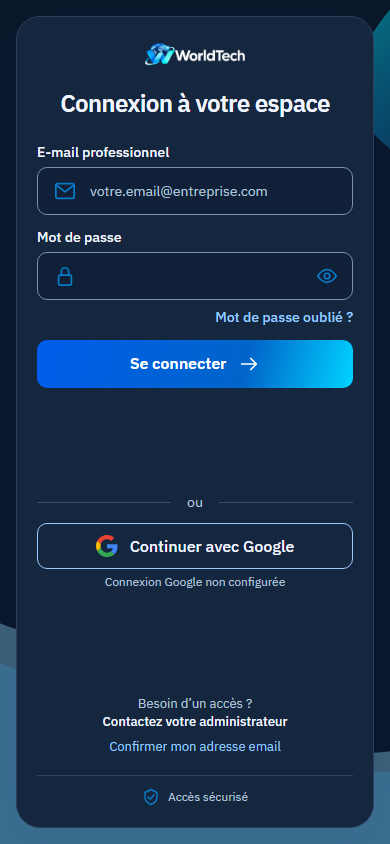 WorldTech
Connexion à votre espace
E-mail professionnel
votre.email@entreprise.com
Mot de passe
Mot de passe oublié ?
Se connecter
ou
Continuer avec Google
Connexion Google non configurée
Besoin d’un accès ?
Contactez votre administrateur
Confirmer mon adresse email
Accès sécurisé